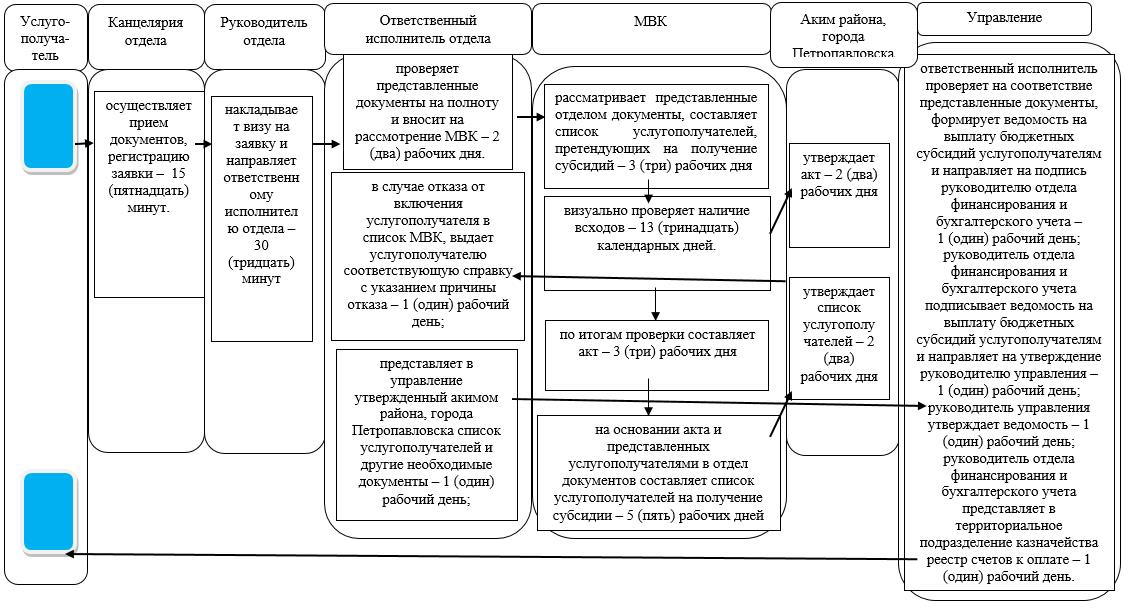 Услуго-
получа-
тель
Канцелярия
отдела
Руководитель
отдела
Ответственный
исполнитель отдела
МВК
Аким района,
города
Петропавловска
Управление
осуществляет
прием
документов,
регистрацию
заявки – 15
(пятнадцать)
минут.
накладывае
т визу на
заявку и
направляет
ответственн
ому
исполнител
ю отдела –
30
(тридцать)
минут
проверяет
представленные
документы на полноту
и вносит на
рассмотрение МВК – 2
(два) рабочих дня.
в случае отказа от
включения
услугополучателя в
список МВК, выдает
услугополучателю
соответствующую справку
с указанием причины
отказа – 1 (один) рабочий
день;
представляет в
управление
утвержденный акимом
района, города
Петропавловска список
услугополучателей и
другие необходимые
документы – 1 (один)
рабочий день;
рассматривает представленные
отделом документы, составляет
список услугополучателей,
претендующих на получение
субсидий – 3 (три) рабочих дня
визуально проверяет наличие
всходов – 13 (тринадцать)
календарных дней.
по итогам проверки составляет
акт – 3 (три) рабочих дня
на основании акта и
представленных
услугополучателями в отдел
документов составляет список
услугополучателей на получение
субсидии – 5 (пять) рабочих дней
утверждает
акт – 2 (два)
рабочих дня
утверждает
список
услугополу
чателей – 2
(два)
рабочих дня
ответственный исполнитель
проверяет на соответствие
представленные документы,
формирует ведомость на
выплату бюджетных
субсидий услугополучателям
и направляет на подпись
руководителю отдела
финансирования и
бухгалтерского учета –
1 (один) рабочий день;
руководитель отдела
финансирования и
бухгалтерского учета
подписывает ведомость на
выплату бюджетных
субсидий услугополучателям
и направляет на утверждение
руководителю управления –
1 (один) рабочий день;
руководитель управления
утверждает ведомость – 1
(один) рабочий день;
руководитель отдела
финансирования и
бухгалтерского учета
представляет в
территориальное
подразделение казначейства
реестр счетов к оплате – 1
(один) рабочий день.